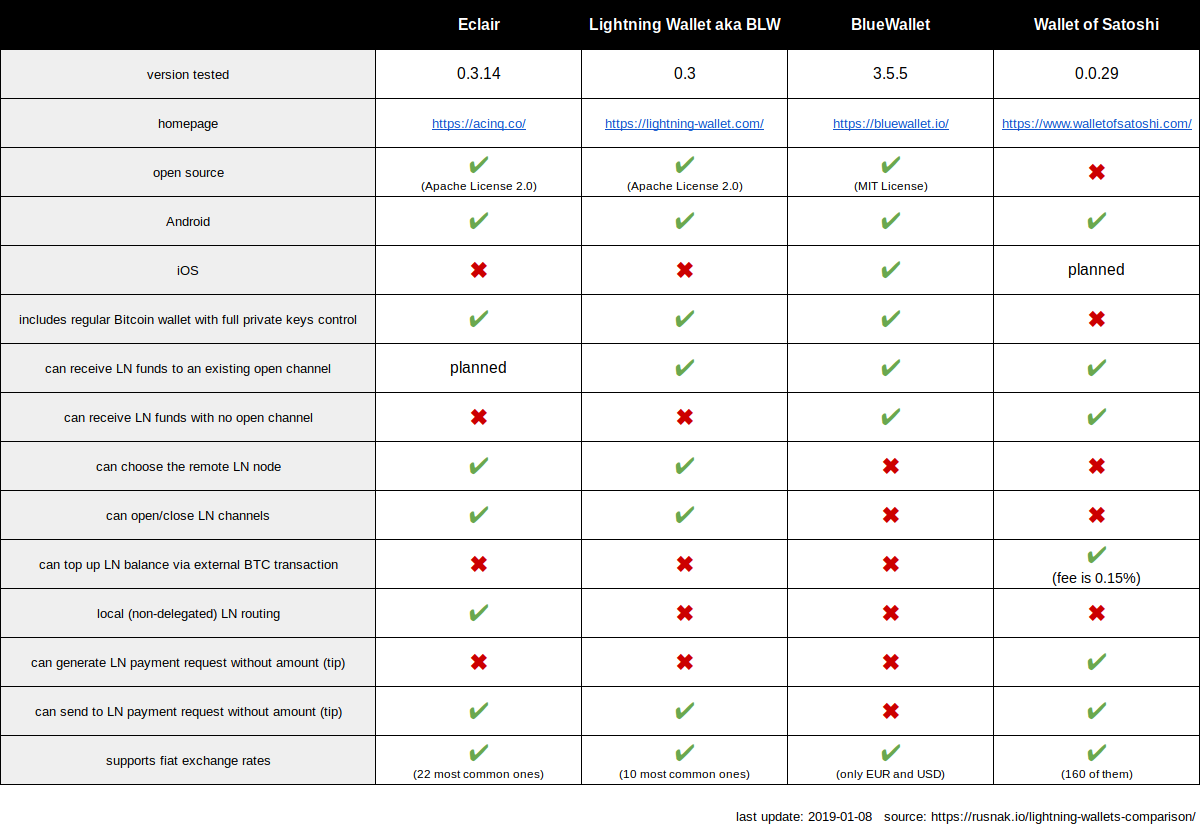 Eclair Lightning Wallet aka BLW BlueWallet Wallet of Satoshi
version tested 0.3.14 0.3 3.5.5 0.0.29
homepage https://acinq.co/ https://lightning-wallet.com/ https://bluewallet.io/ https://www.walletofsatoshi.com/
open source ✔ ✔ ✔ ✖
(Apache License 2.0) (Apache License 2.0) (MIT License)
Android ✔ ✔ ✔ ✔
iOS ✖ ✖ ✔ planned
includes regular Bitcoin wallet with full private keys control ✔ ✔ ✔ ✖
can receive LN funds to an existing open channel planned ✔ ✔ ✔
can receive LN funds with no open channel ✖ ✖ ✔ ✔
can choose the remote LN node ✔ ✔ ✖ ✖
can open/close LN channels ✔ ✔ ✖ ✖
can top up LN balance via external BTC transaction ✖ ✖ ✖ ✔
(fee is 0.15%)
local (non-delegated) LN routing ✔ ✖ ✖ ✖
can generate LN payment request without amount (tip) ✖ ✖ ✖ ✔
can send to LN payment request without amount (tip) ✔ ✔ ✖ ✔
supports fiat exchange rates ✔ ✔ ✔ ✔
(22 most common ones) (10 most common ones) (only EUR and USD) (160 of them)
last update: 2019-01-08 source: https://rusnak.io/lightning-wallets-comparison/